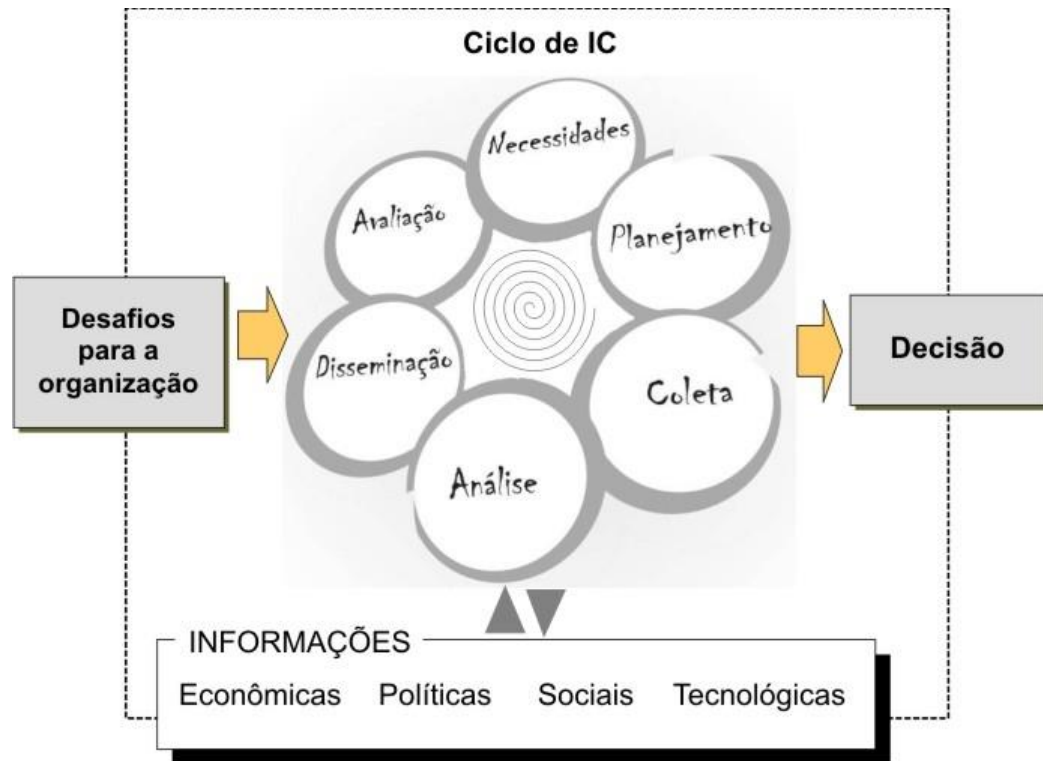 Ciclo de IC
Necessidades
Planejamento
Coleta
Análise
Disseminação
Avaliação
Desafios
para a
organização
Decisão
INFORMAÇÕES
Econômicas Políticas Sociais Tecnológicas